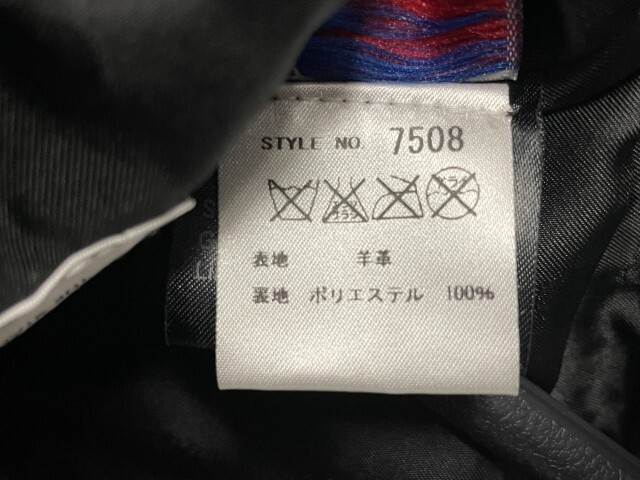 STYLE NO. 7508
表地 羊革
裏地 ポリエステル 100%